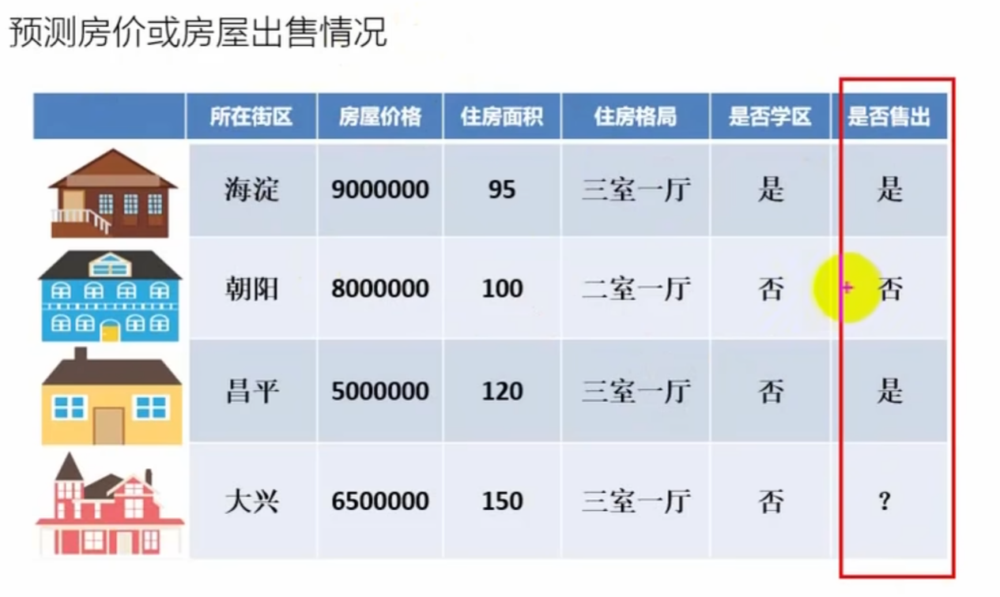 预测房价或房屋出售情况
所在街区 房屋价格 住房面积 住房格局 是否学区 是否售出
海淀 9000000 95 三室一厅 是 是
朝阳 8000000 100 二室一厅 否 否
昌平 5000000 120 三室一厅 否 是
大兴 6500000 150 三室一厅 否 ?